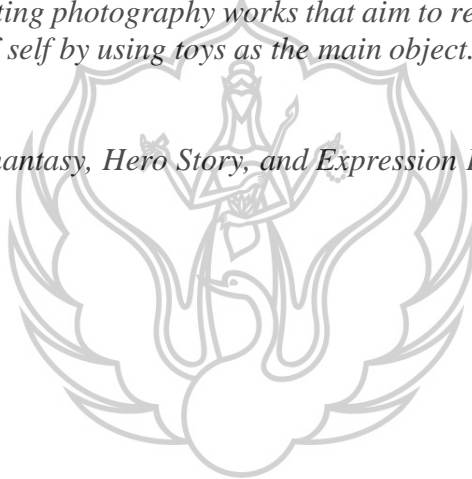 ting photography works that aim to re
self by using toys as the main object.
hantasy, Hero Story, and Expression